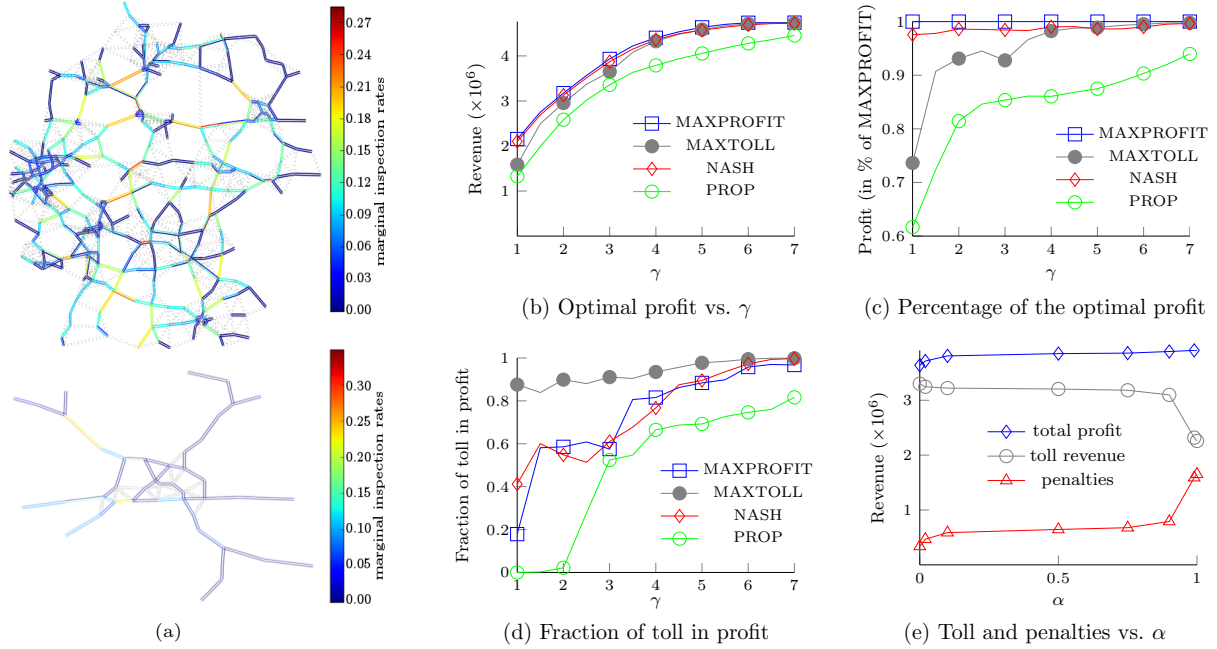 0.27
0.24
0.21
0.18
0.15
0.12
0.09
0.06
0.03
0.00
marginal inspection rates
0.30
0.25
0.20
0.15
0.10
0.05
0.00
marginal inspection rates
(a)
4
3
2
1
Revenue (×10⁶)
MAXPROFIT
MAXTOLL
NASH
PROP
1 2 3 4 5 6 7
γ
(b) Optimal profit vs. γ
1
0.9
0.8
0.7
0.6
Profit (in % of MAXPROFIT)
MAXPROFIT
MAXTOLL
NASH
PROP
1 2 3 4 5 6 7
γ
(c) Percentage of the optimal profit
1
0.8
0.6
0.4
0.2
0
Fraction of toll in profit
MAXPROFIT
MAXTOLL
NASH
PROP
1 2 3 4 5 6 7
γ
(d) Fraction of toll in profit
3
2
1
Revenue (×10⁶)
total profit
toll revenue
penalties
0 0.5 1
α
(e) Toll and penalties vs. α